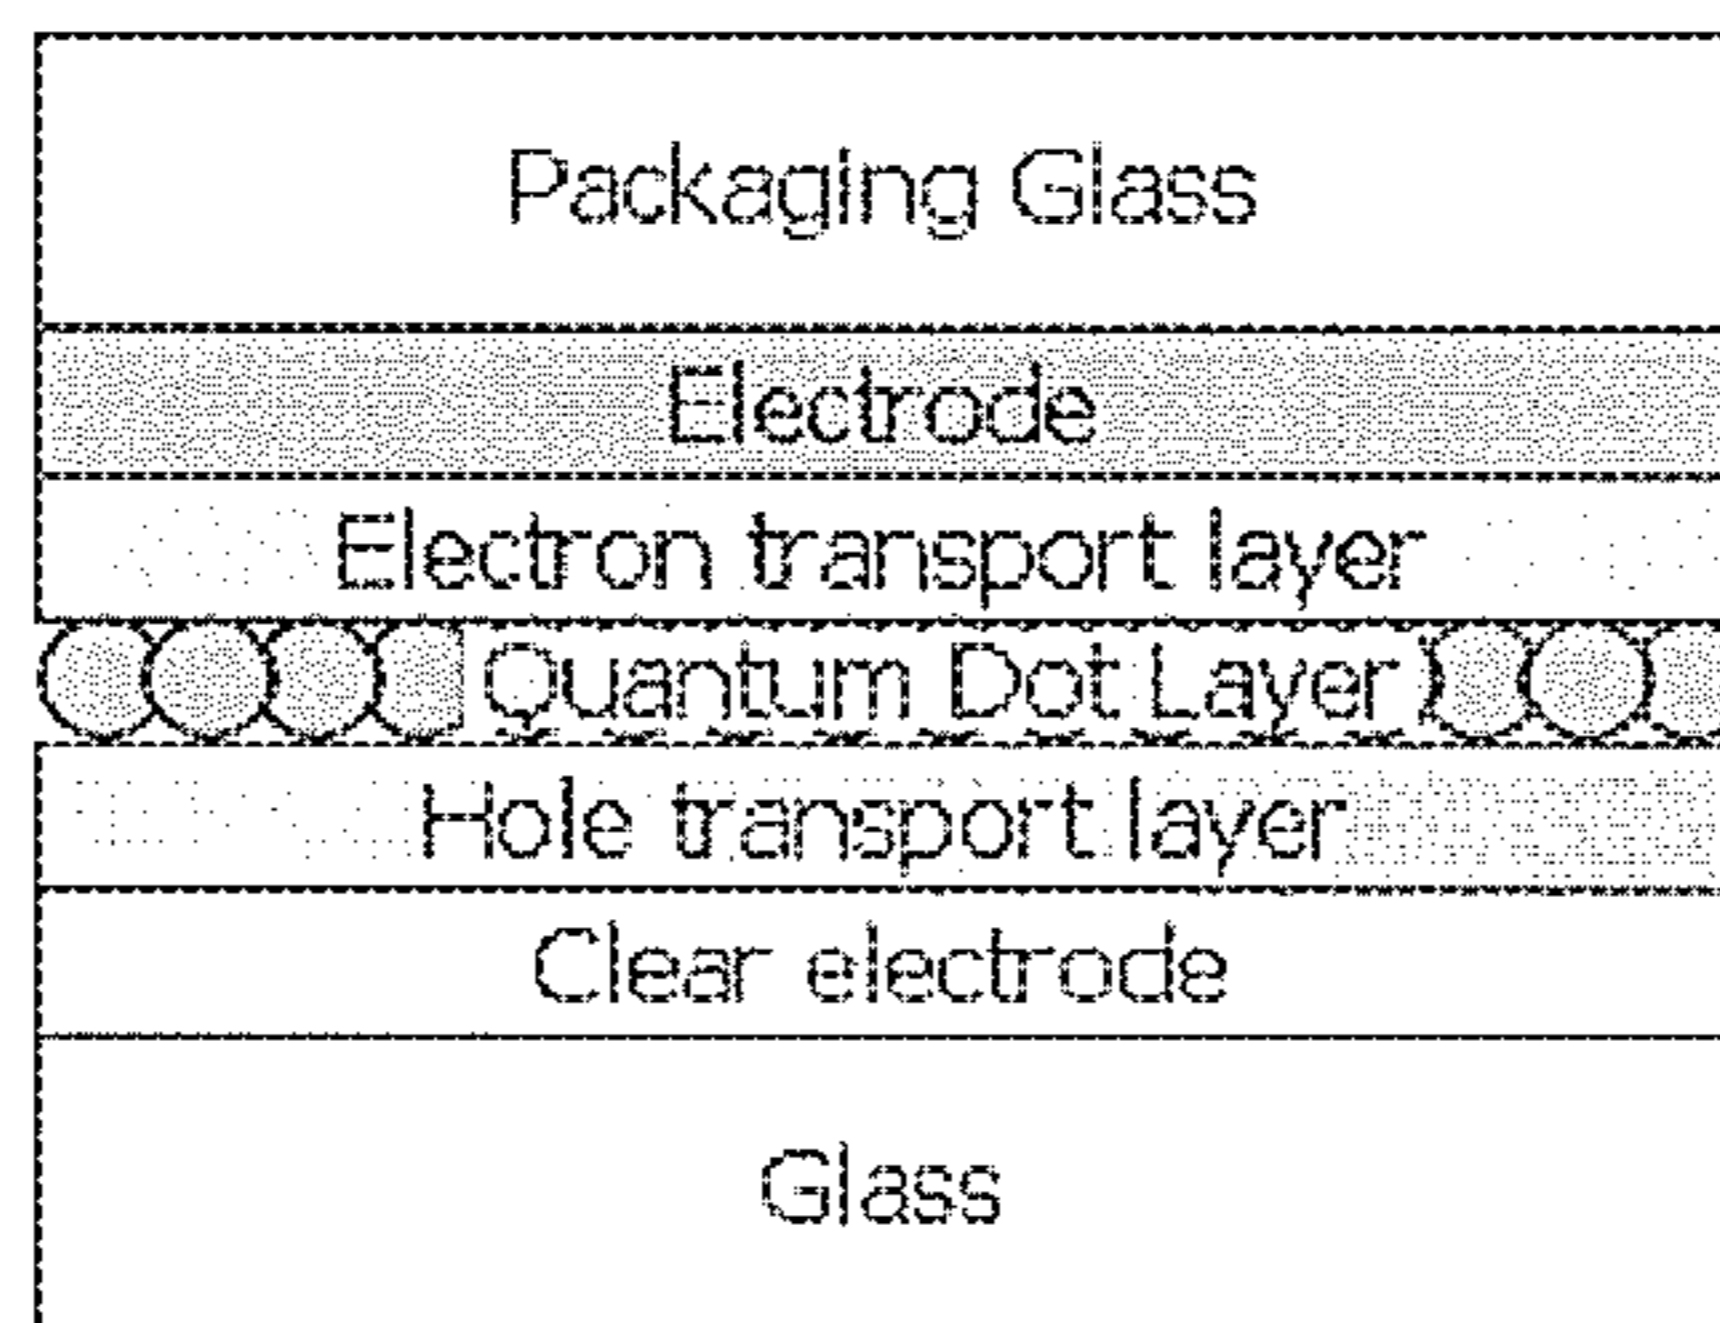 Packaging Glass
Electrode
Electron transport layer
Quantum Dot Layer
Hole transport layer
Clear electrode
Glass